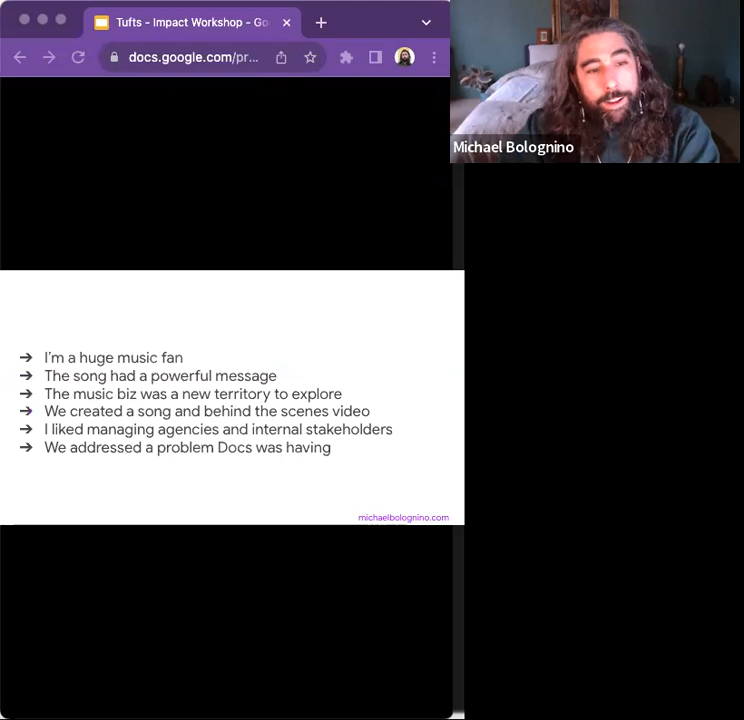 Tufts - Impact Workshop - Go
docs.google.com/pr...
Michael Bolognino
➔ I'm a huge music fan
➔ The song had a powerful message
➔ The music biz was a new territory to explore
➔ We created a song and behind the scenes video
➔ I liked managing agencies and internal stakeholders
➔ We addressed a problem Docs was having
michaelbolognino.com